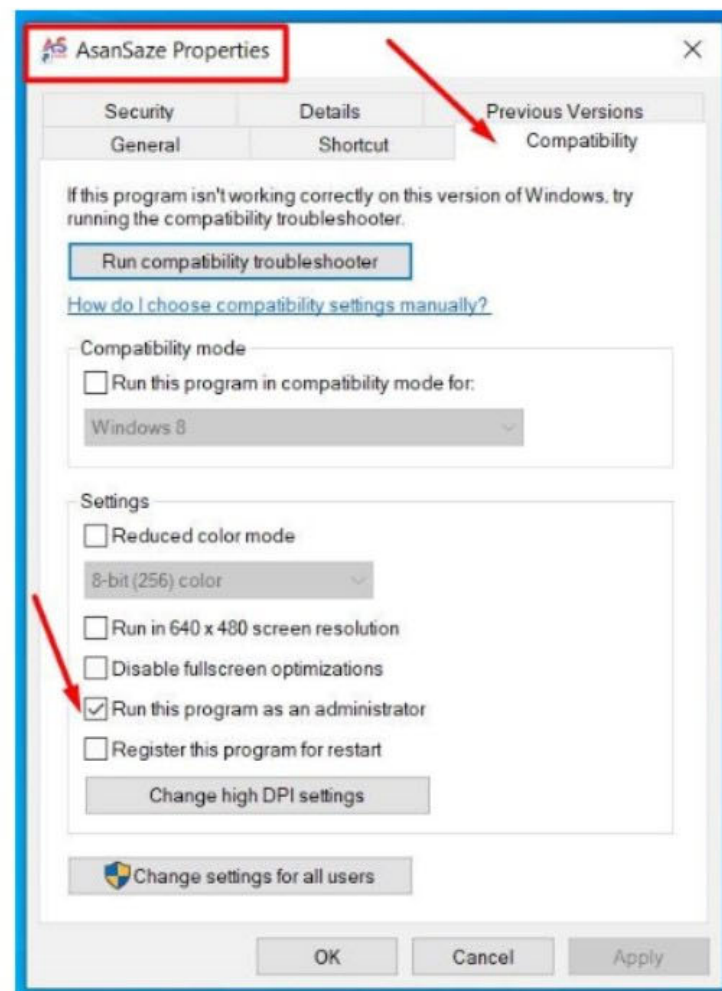 AsanSaze Properties
Security Details Previous Versions
General Shortcut Compatibility
If this program isn't working correctly on this version of Windows, try
running the compatibility troubleshooter.
Run compatibility troubleshooter
How do I choose compatibility settings manually?
Compatibility mode
Run this program in compatibility mode for:
Windows 8
Settings
Reduced color mode
8-bit (256) color
Run in 640 x 480 screen resolution
Disable fullscreen optimizations
Run this program as an administrator
Register this program for restart
Change high DPI settings
Change settings for all users
OK Cancel Apply